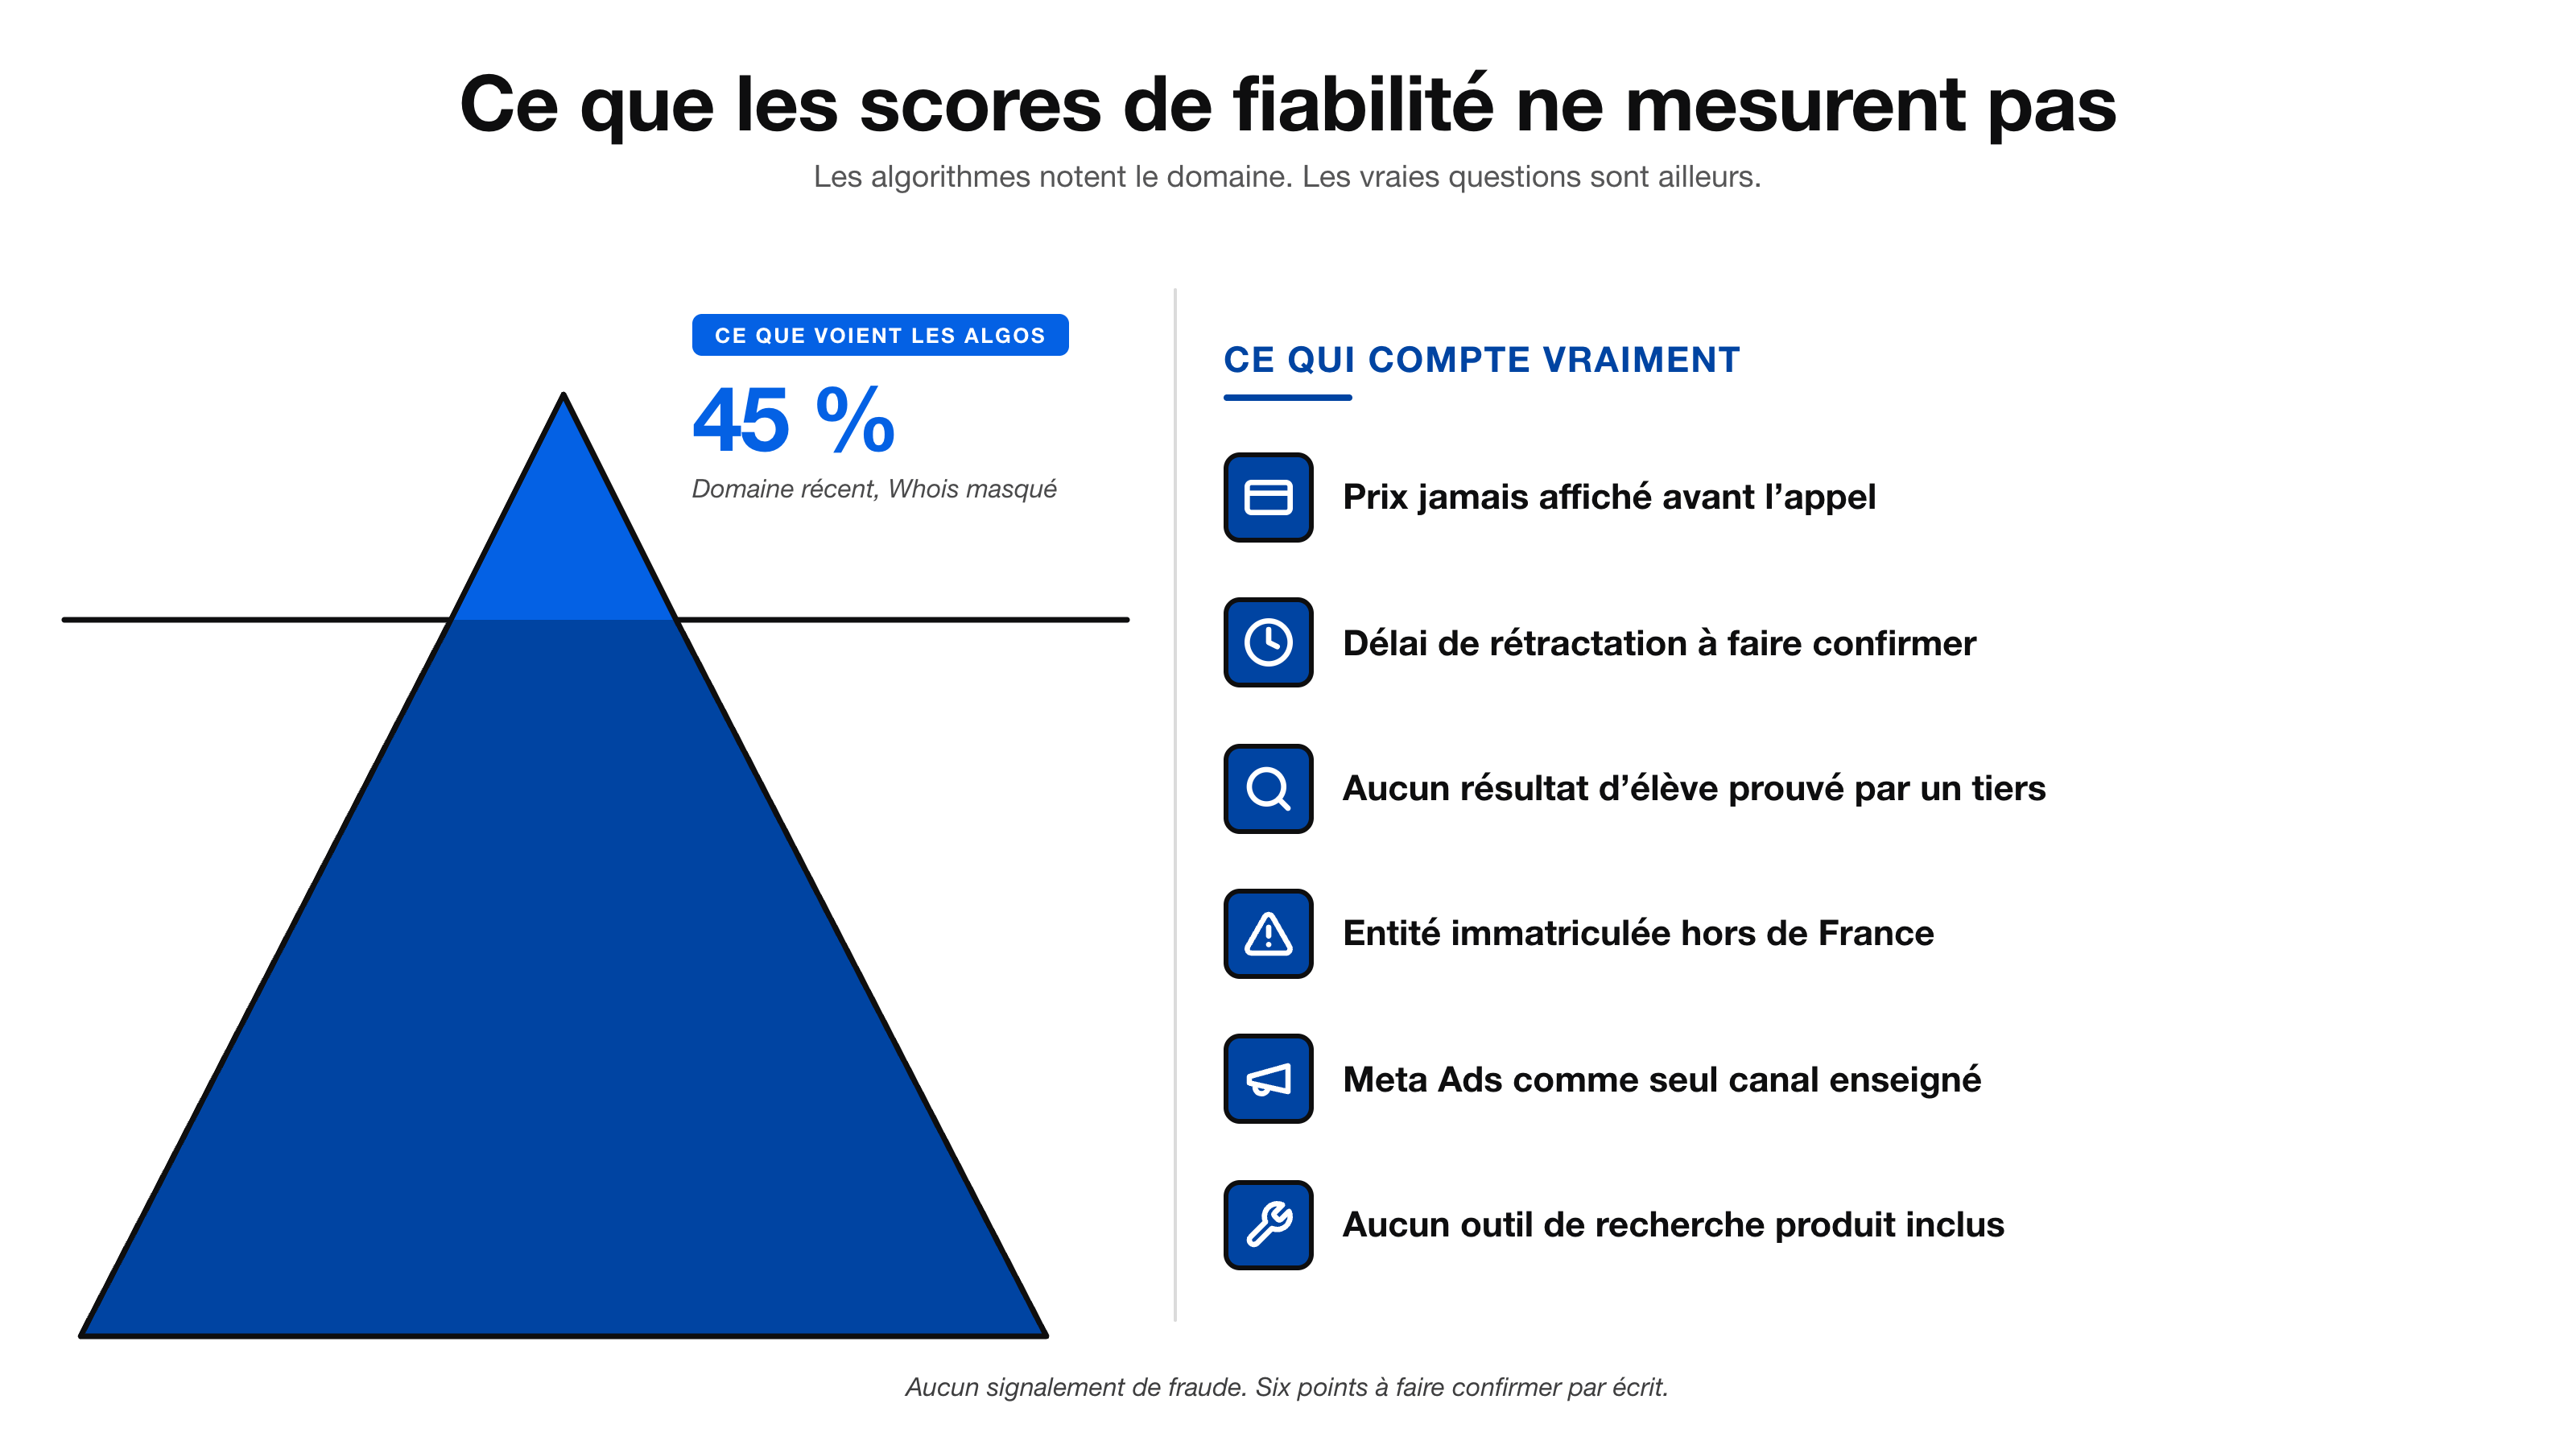 Ce que les scores de fiabilité ne mesurent pas
Les algorithmes notent le domaine. Les vraies questions sont ailleurs.
CE QUE VOIENT LES ALGOS
45 %
Domaine récent, Whois masqué
CE QUI COMPTE VRAIMENT
Prix jamais affiché avant l’appel
Délai de rétractation à faire confirmer
Aucun résultat d’élève prouvé par un tiers
Entité immatriculée hors de France
Meta Ads comme seul canal enseigné
Aucun outil de recherche produit inclus
Aucun signalement de fraude. Six points à faire confirmer par écrit.